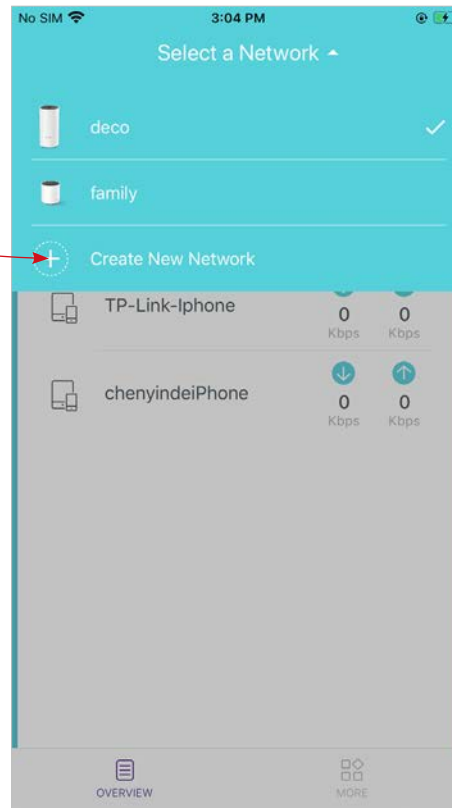 No SIM 3:04 PM
Select a Network
deco
family
Create New Network
TP-Link-Iphone
0 0
Kbps Kbps
chenyindeiPhone
0 0
Kbps Kbps
OVERVIEW MORE